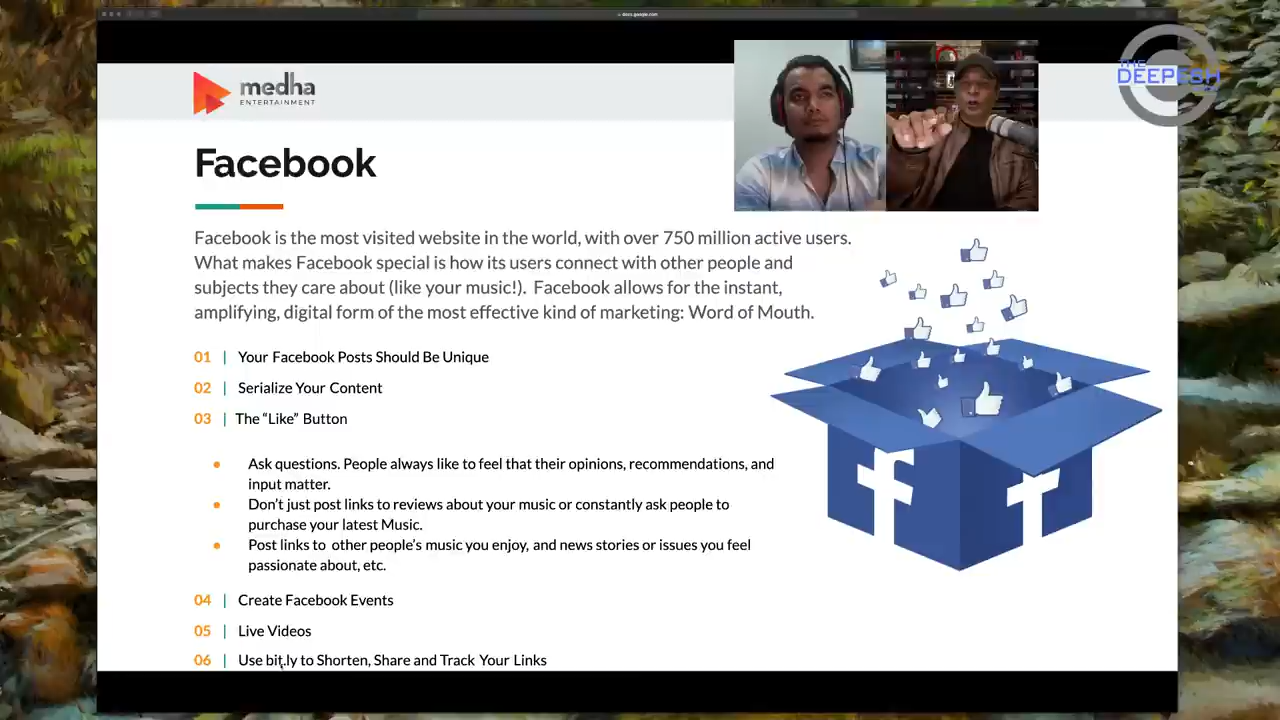 docs.google.com
medha
ENTERTAINMENT
THE
DEEPESH
Facebook
Facebook is the most visited website in the world, with over 750 million active users.
What makes Facebook special is how its users connect with other people and
subjects they care about (like your music!). Facebook allows for the instant,
amplifying, digital form of the most effective kind of marketing: Word of Mouth.
01 | Your Facebook Posts Should Be Unique
02 | Serialize Your Content
03 | The “Like” Button
● Ask questions. People always like to feel that their opinions, recommendations, and
input matter.
● Don’t just post links to reviews about your music or constantly ask people to
purchase your latest Music.
● Post links to other people’s music you enjoy, and news stories or issues you feel
passionate about, etc.
04 | Create Facebook Events
05 | Live Videos
06 | Use bit.ly to Shorten, Share and Track Your Links